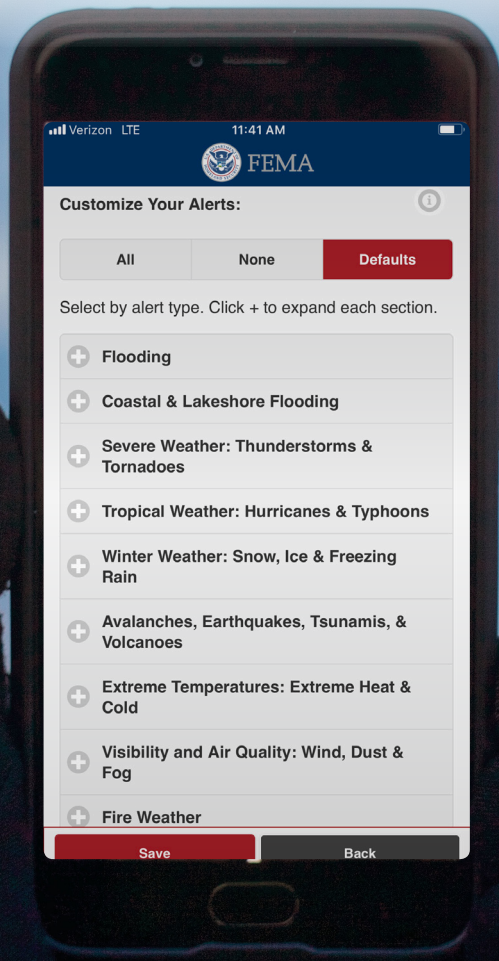 Verizon LTE 11:41 AM
FEMA
Customize Your Alerts:
All None Defaults
Select by alert type. Click + to expand each section.
Flooding
Coastal & Lakeshore Flooding
Severe Weather: Thunderstorms &
Tornadoes
Tropical Weather: Hurricanes & Typhoons
Winter Weather: Snow, Ice & Freezing
Rain
Avalanches, Earthquakes, Tsunamis, &
Volcanoes
Extreme Temperatures: Extreme Heat &
Cold
Visibility and Air Quality: Wind, Dust &
Fog
Fire Weather
Save Back